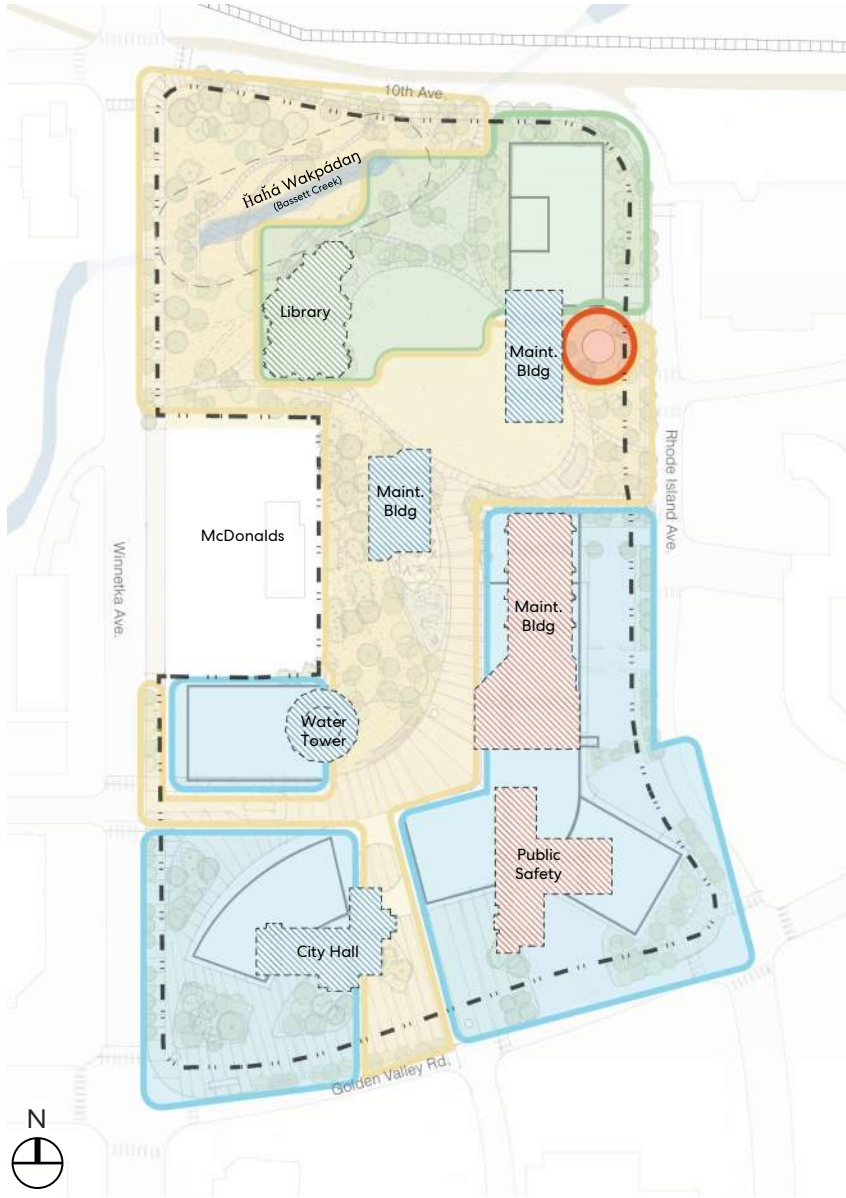 10th Ave.
Ȟaȟá Wakpádaŋ
(Bassett Creek)
Library
Maint.
Bldg
Rhode Island Ave.
Maint.
Bldg
McDonalds
Winnetka Ave.
Maint.
Bldg
Water
Tower
Public
Safety
City Hall
Golden Valley Rd.
N